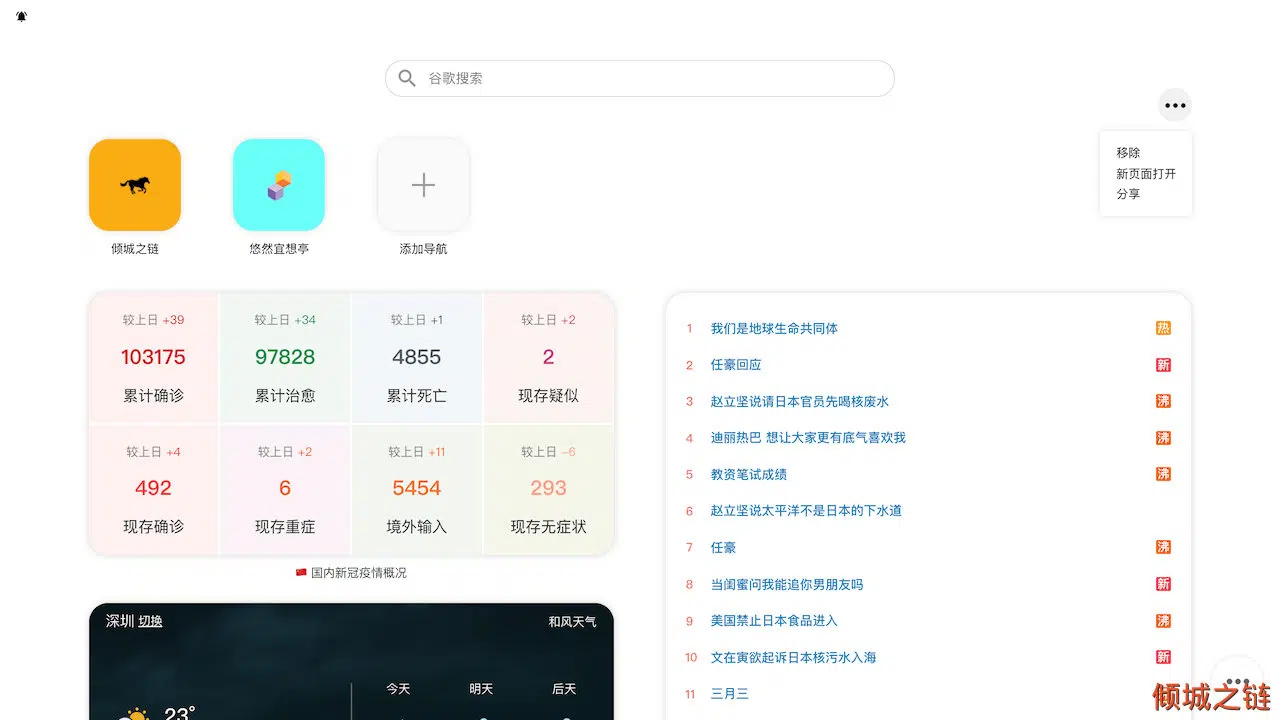 谷歌搜索
移除
新页面打开
分享
倾城之链
悠然宜想亭
添加导航
较上日 +39
103175
累计确诊
较上日 +34
97828
累计治愈
较上日 +1
4855
累计死亡
较上日 +2
2
现存疑似
较上日 +4
492
现存确诊
较上日 +2
6
现存重症
较上日 +11
5454
境外输入
较上日 -6
293
现存无症状
国内新冠疫情概况
深圳 切换
和风天气
今天
明天
后天
23°
1 我们是地球生命共同体 热
2 任豪回应 新
3 赵立坚说请日本官员先喝核废水 沸
4 迪丽热巴 想让大家更有底气喜欢我 沸
5 教资笔试成绩 沸
6 赵立坚说太平洋不是日本的下水道
7 任豪 沸
8 当闺蜜问我能追你男朋友吗 新
9 美国禁止日本食品进入 沸
10 文在寅欲起诉日本核污水入海 新
11 三月三
倾城之链